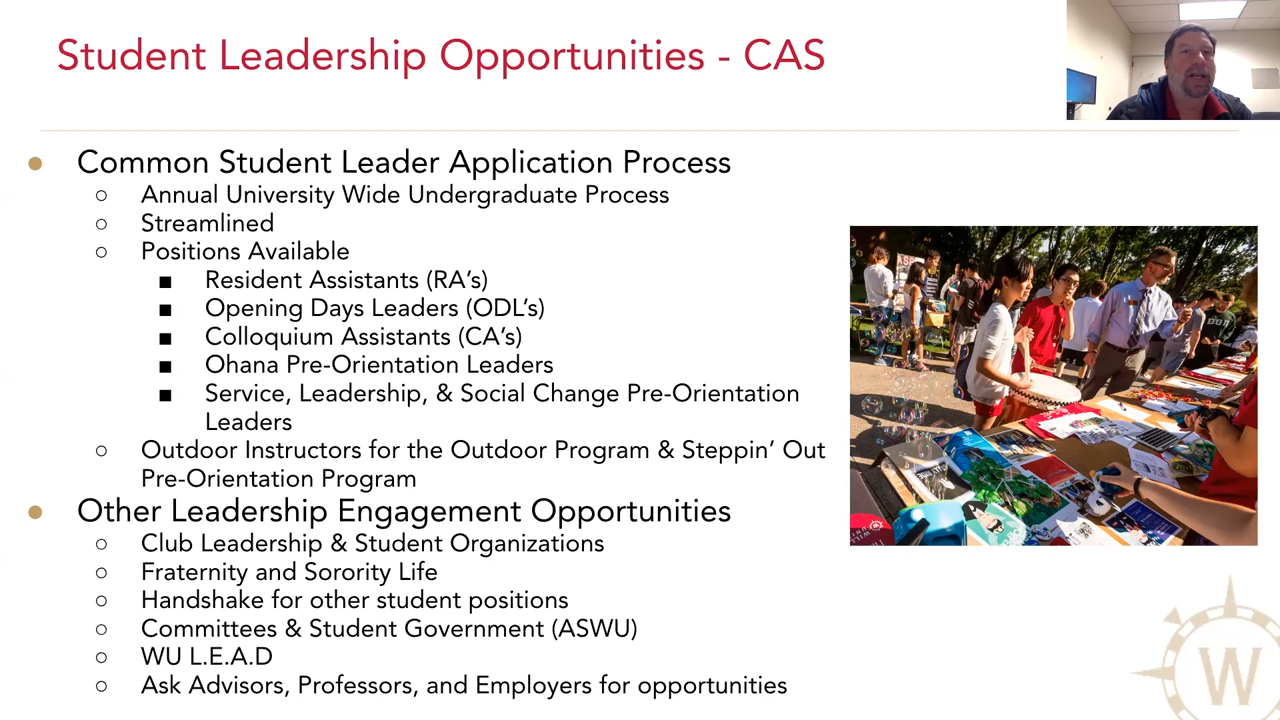 Student Leadership Opportunities - CAS
● Common Student Leader Application Process
○ Annual University Wide Undergraduate Process
○ Streamlined
○ Positions Available
■ Resident Assistants (RA’s)
■ Opening Days Leaders (ODL’s)
■ Colloquium Assistants (CA’s)
■ Ohana Pre-Orientation Leaders
■ Service, Leadership, & Social Change Pre-Orientation
Leaders
○ Outdoor Instructors for the Outdoor Program & Steppin’ Out
Pre-Orientation Program
● Other Leadership Engagement Opportunities
○ Club Leadership & Student Organizations
○ Fraternity and Sorority Life
○ Handshake for other student positions
○ Committees & Student Government (ASWU)
○ WU L.E.A.D
○ Ask Advisors, Professors, and Employers for opportunities
W